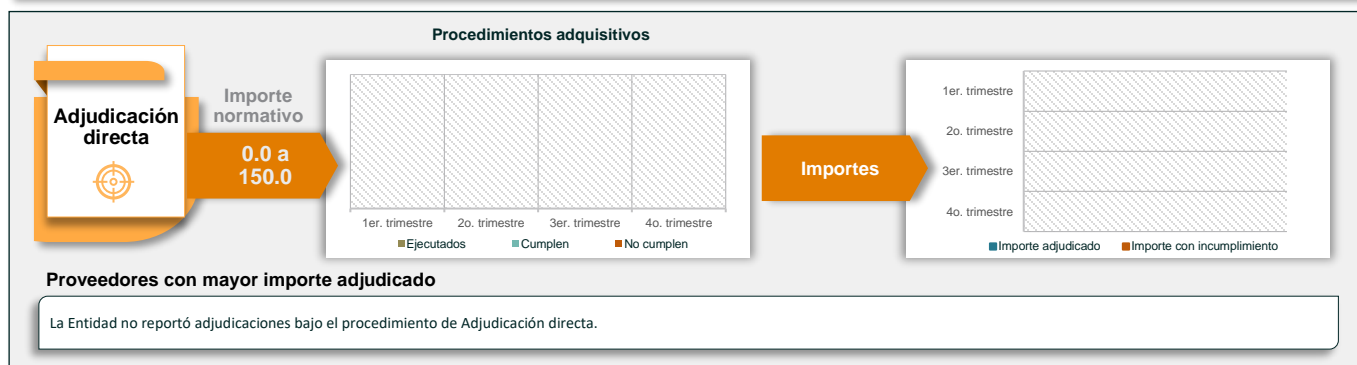 Procedimientos adquisitivos
Adjudicación
directa
Importe
normativo
0.0 a
150.0
1er. trimestre 2o. trimestre 3er. trimestre 4o. trimestre
Ejecutados Cumplen No cumplen
Importes
1er. trimestre
2o. trimestre
3er. trimestre
4o. trimestre
Importe adjudicado Importe con incumplimiento
Proveedores con mayor importe adjudicado
La Entidad no reportó adjudicaciones bajo el procedimiento de Adjudicación directa.